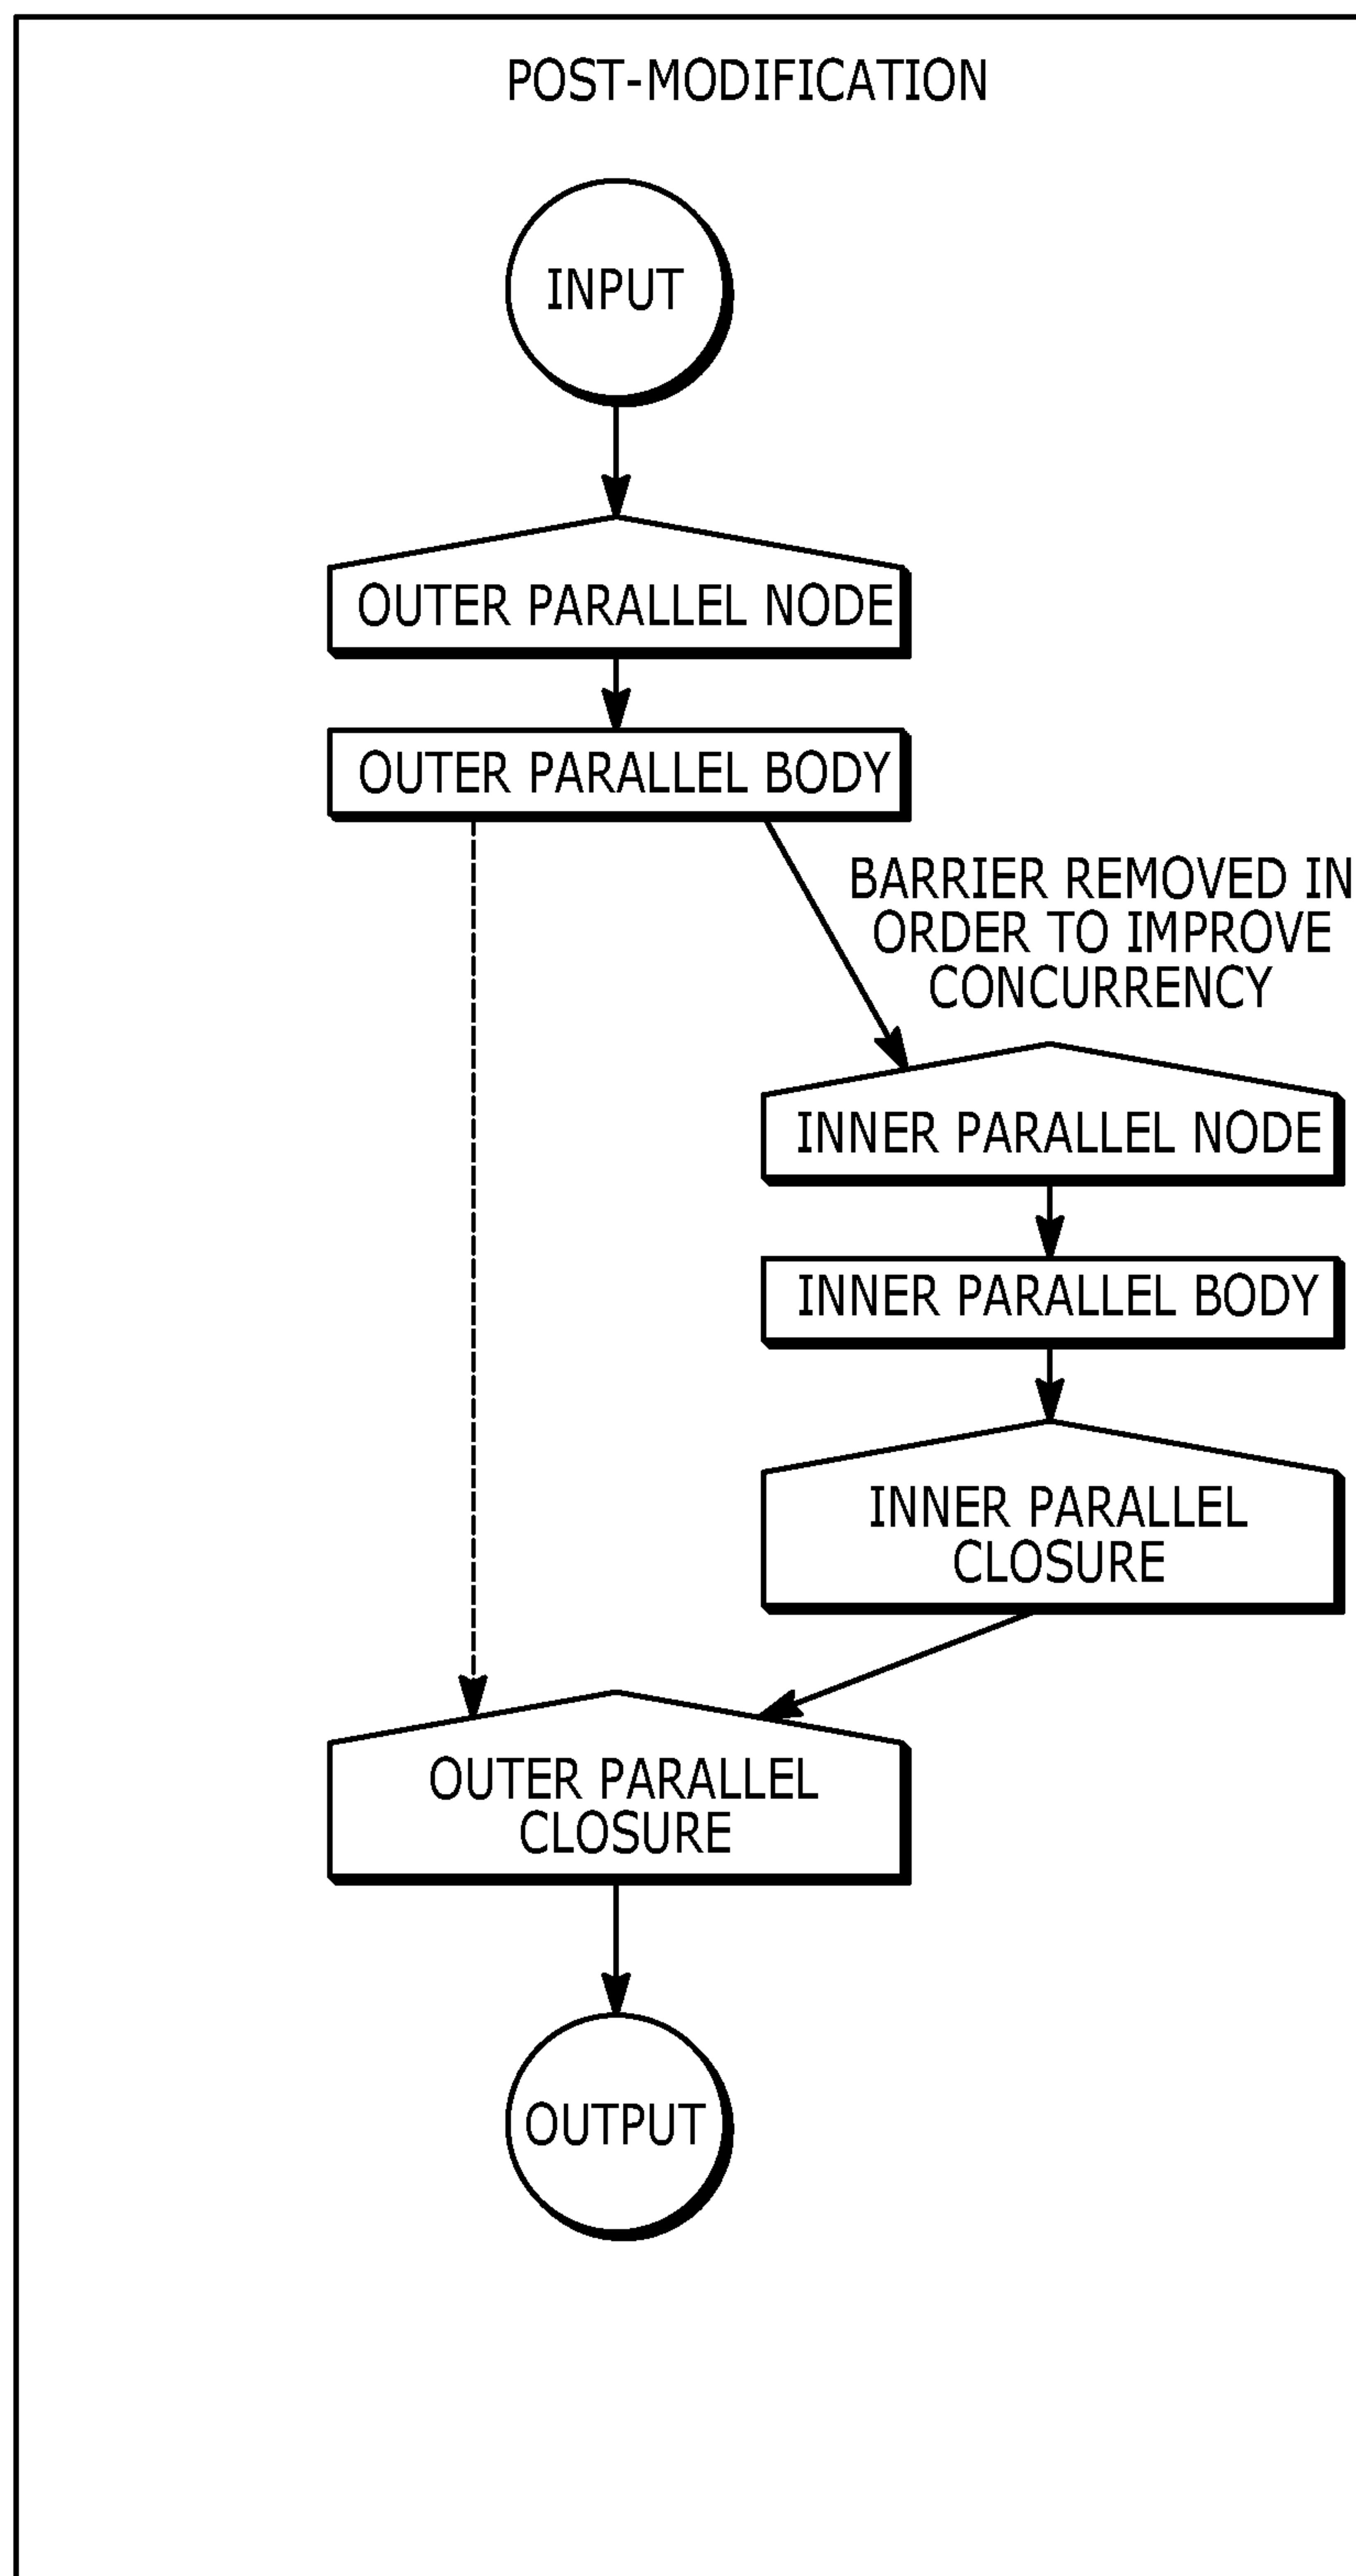 POST-MODIFICATION
INPUT
OUTER PARALLEL NODE
OUTER PARALLEL BODY
BARRIER REMOVED IN
ORDER TO IMPROVE
CONCURRENCY
INNER PARALLEL NODE
INNER PARALLEL BODY
INNER PARALLEL
CLOSURE
OUTER PARALLEL
CLOSURE
OUTPUT